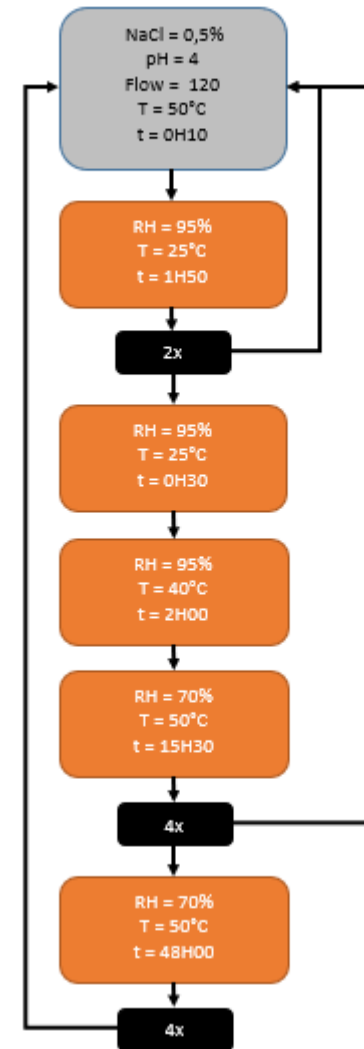 NaCl = 0,5%
pH = 4
Flow = 120
T = 50°C
t = 0H10
RH = 95%
T = 25°C
t = 1H50
2x
RH = 95%
T = 25°C
t = 0H30
RH = 95%
T = 40°C
t = 2H00
RH = 70%
T = 50°C
t = 15H30
4x
RH = 70%
T = 50°C
t = 48H00
4x